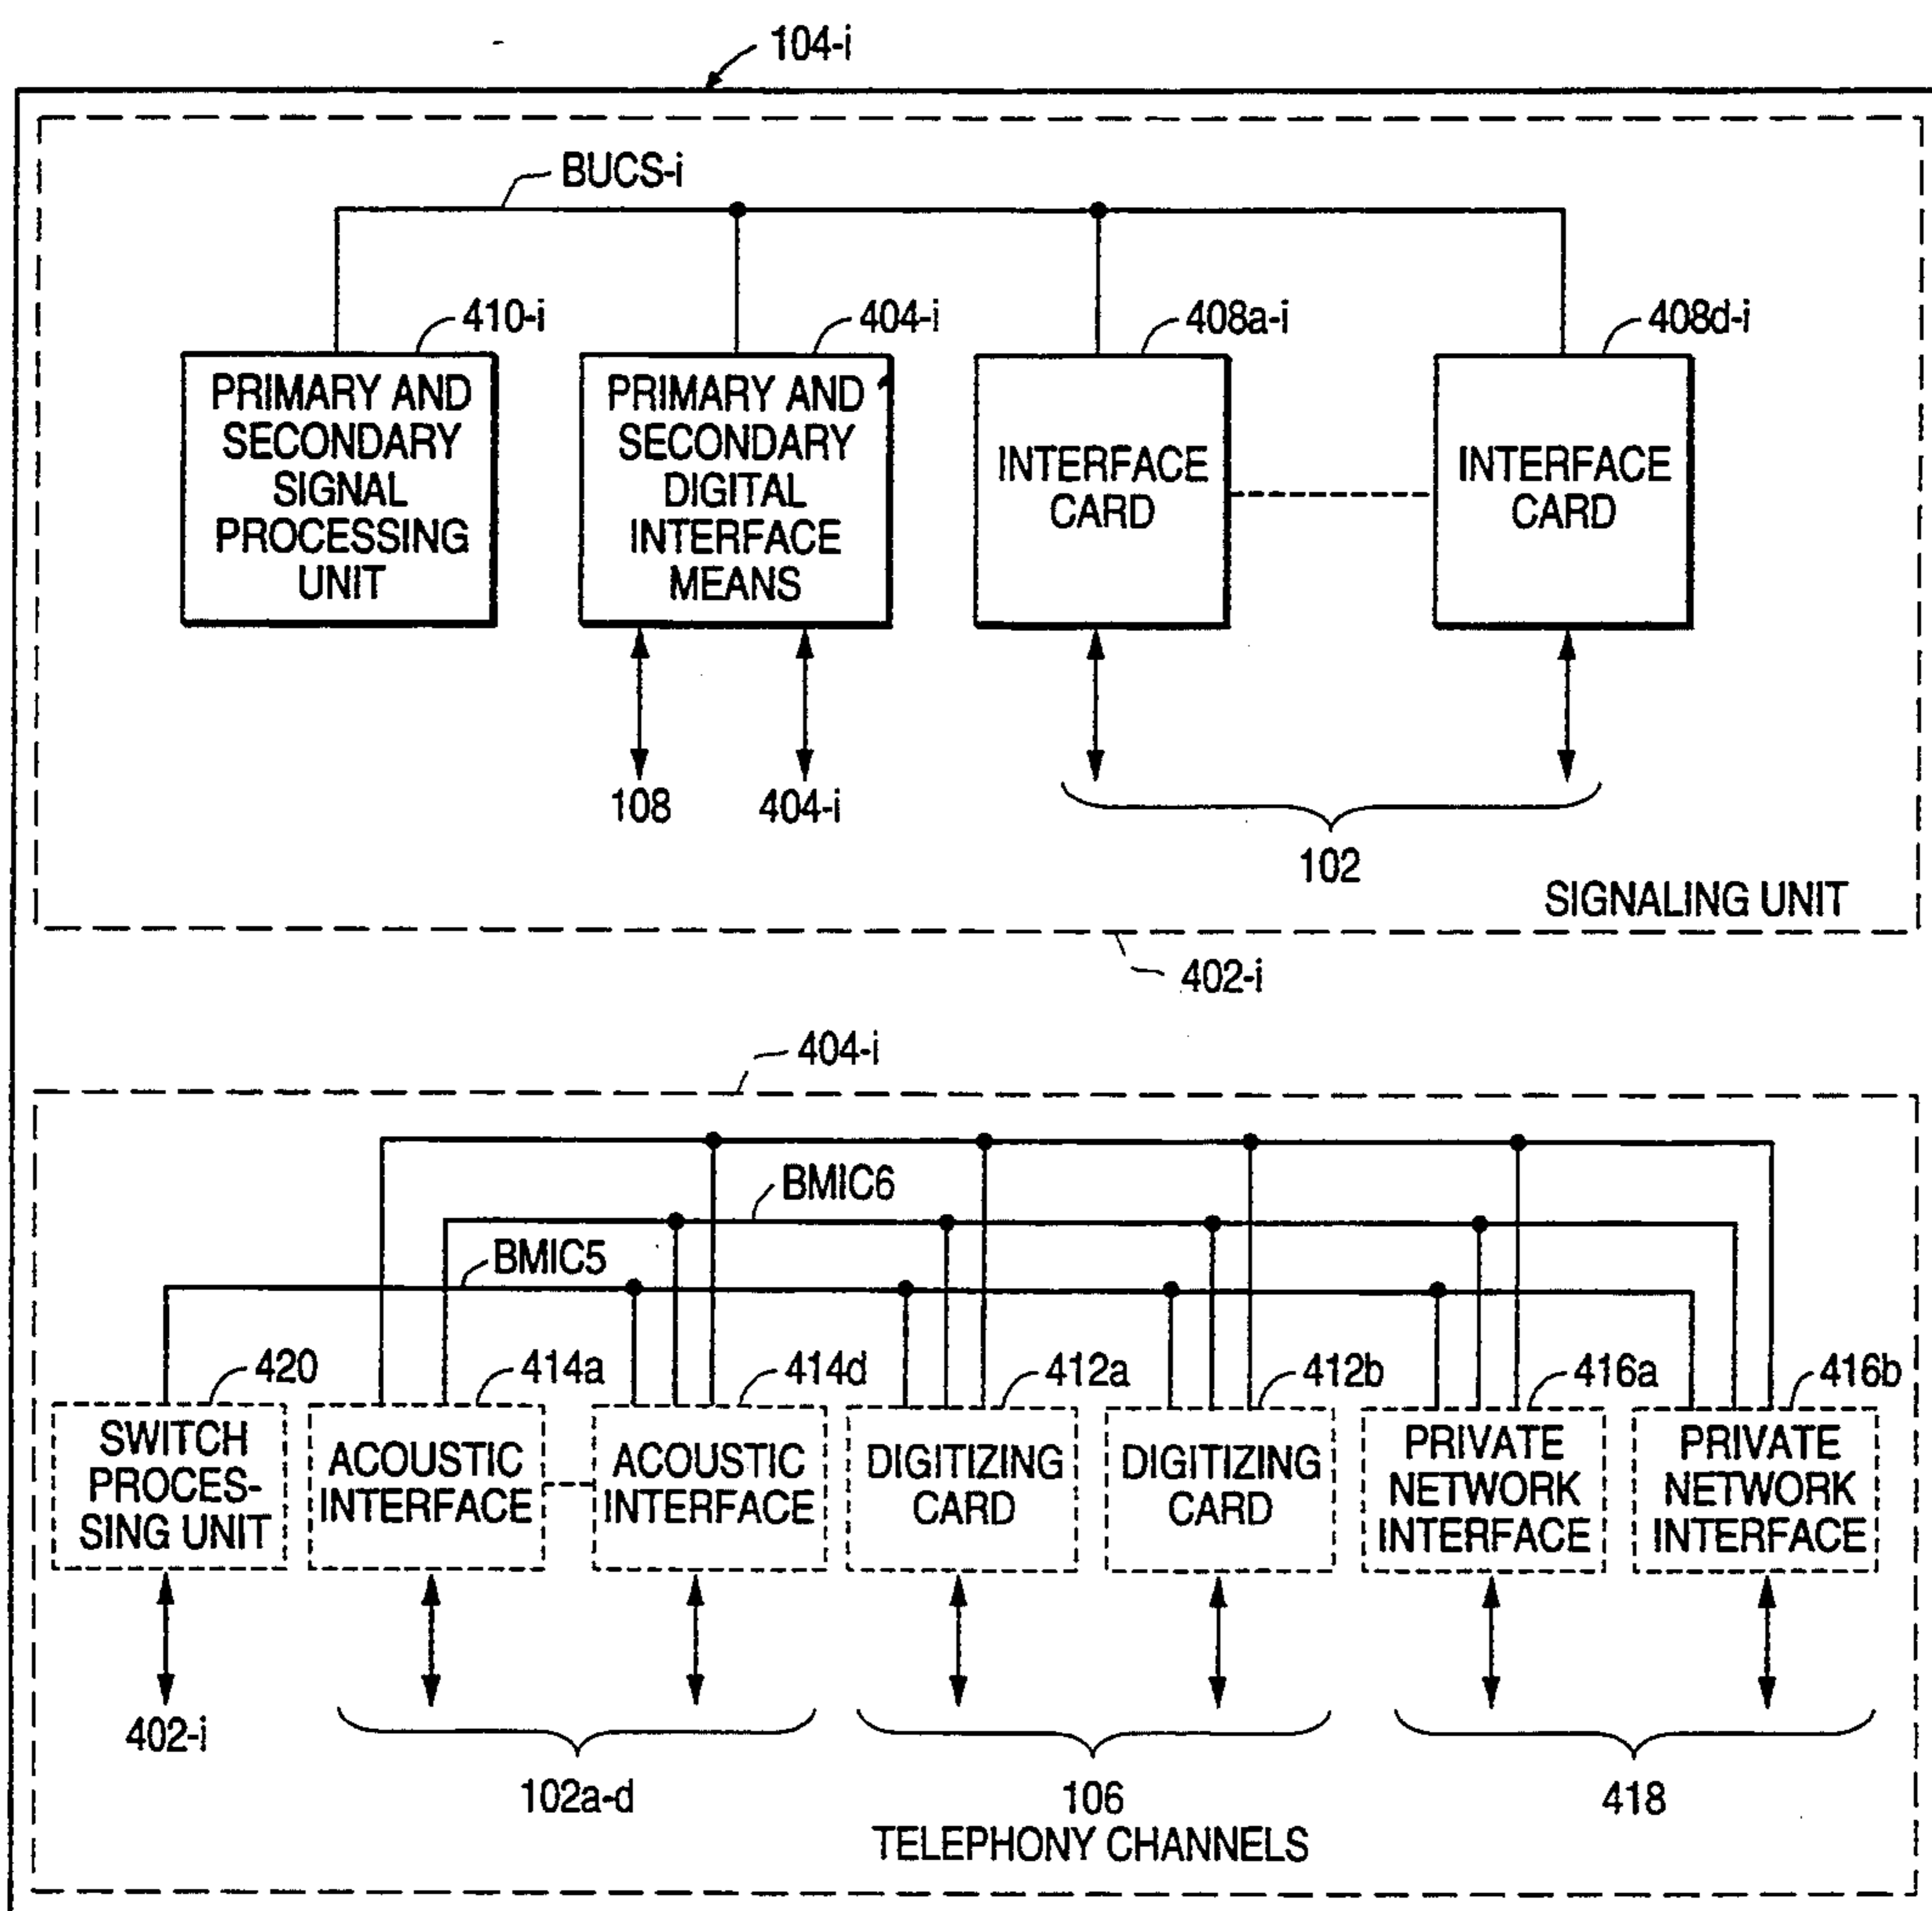 104-i
BUCS-i
410-i
404-i
408a-i
408d-i
PRIMARY AND
SECONDARY
SIGNAL
PROCESSING
UNIT
PRIMARY AND
SECONDARY
DIGITAL
INTERFACE
MEANS
INTERFACE
CARD
INTERFACE
CARD
108
404-i
102
SIGNALING UNIT
402-i
404-i
BMIC6
BMIC5
420
414a
414d
412a
412b
416a
416b
SWITCH
PROCES-
SING UNIT
ACOUSTIC
INTERFACE
ACOUSTIC
INTERFACE
DIGITIZING
CARD
DIGITIZING
CARD
PRIVATE
NETWORK
INTERFACE
PRIVATE
NETWORK
INTERFACE
402-i
102a-d
106
418
TELEPHONY CHANNELS